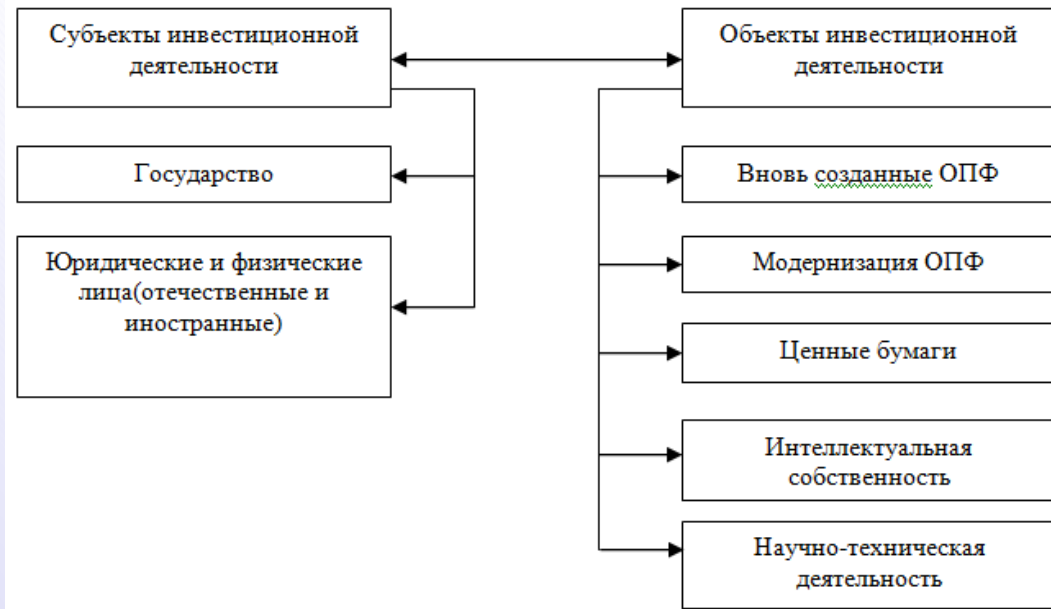 Субъекты инвестиционной
деятельности
Государство
Юридические и физические
лица(отечественные и
иностранные)
Объекты инвестиционной
деятельности
Вновь созданные ОПФ
Модернизация ОПФ
Ценные бумаги
Интеллектуальная
собственность
Научно-техническая
деятельность